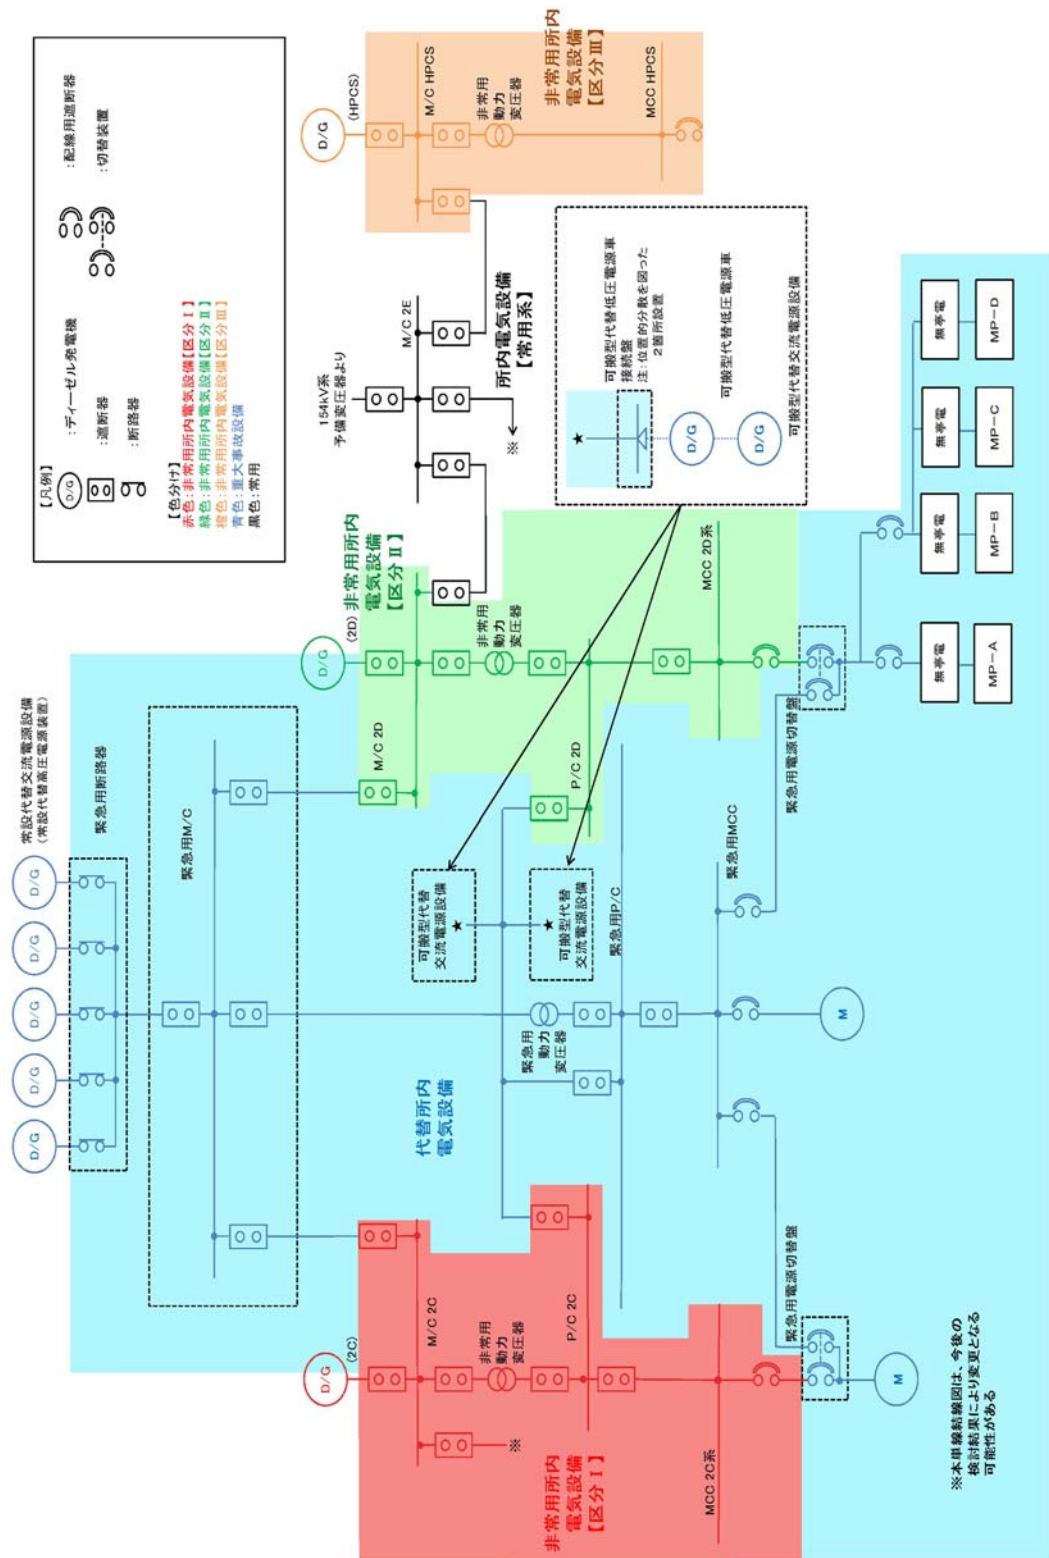 【凡例】
D/G
:ディーゼル発電機
:遮断器
:断路器
:配線用遮断器
:切替装置
【色分け】
赤色:非常用所内電気設備【区分Ⅰ】
緑色:非常用所内電気設備【区分Ⅱ】
橙色:非常用所内電気設備【区分Ⅲ】
青色:重大事故設備
黒色:常用
常設代替交流電源設備
(常設代替高圧電源装置)
D/G
D/G
D/G
D/G
D/G
緊急用断路器
緊急用M/C
D/G
(2C)
M/C 2C
※
非常用
動力
変圧器
P/C 2C
MCC 2C系
非常用所内
電気設備
【区分Ⅰ】
緊急用電源切替盤
M
代替所内
電気設備
緊急用
動力
変圧器
可搬型代替
交流電源設備
★
可搬型代替
交流電源設備
★
緊急用P/C
緊急用MCC
M
D/G
(2D)
非常用所内
電気設備
【区分Ⅱ】
M/C 2D
非常用
動力
変圧器
P/C 2D
MCC 2D系
緊急用電源切替盤
無停電
無停電
無停電
無停電
MP-A
MP-B
MP-C
MP-D
154kV系
予備変圧器より
M/C 2E
※
所内電気設備
【常用系】
D/G
(HPCS)
M/C HPCS
非常用
動力
変圧器
MCC HPCS
非常用所内
電気設備
【区分Ⅲ】
★
可搬型代替低圧電源車
接続盤
注:位置的分散を図った
2箇所設置
D/G
D/G
可搬型代替低圧電源車
可搬型代替交流電源設備
※本単線結線図は、今後の
検討結果により変更となる
可能性がある